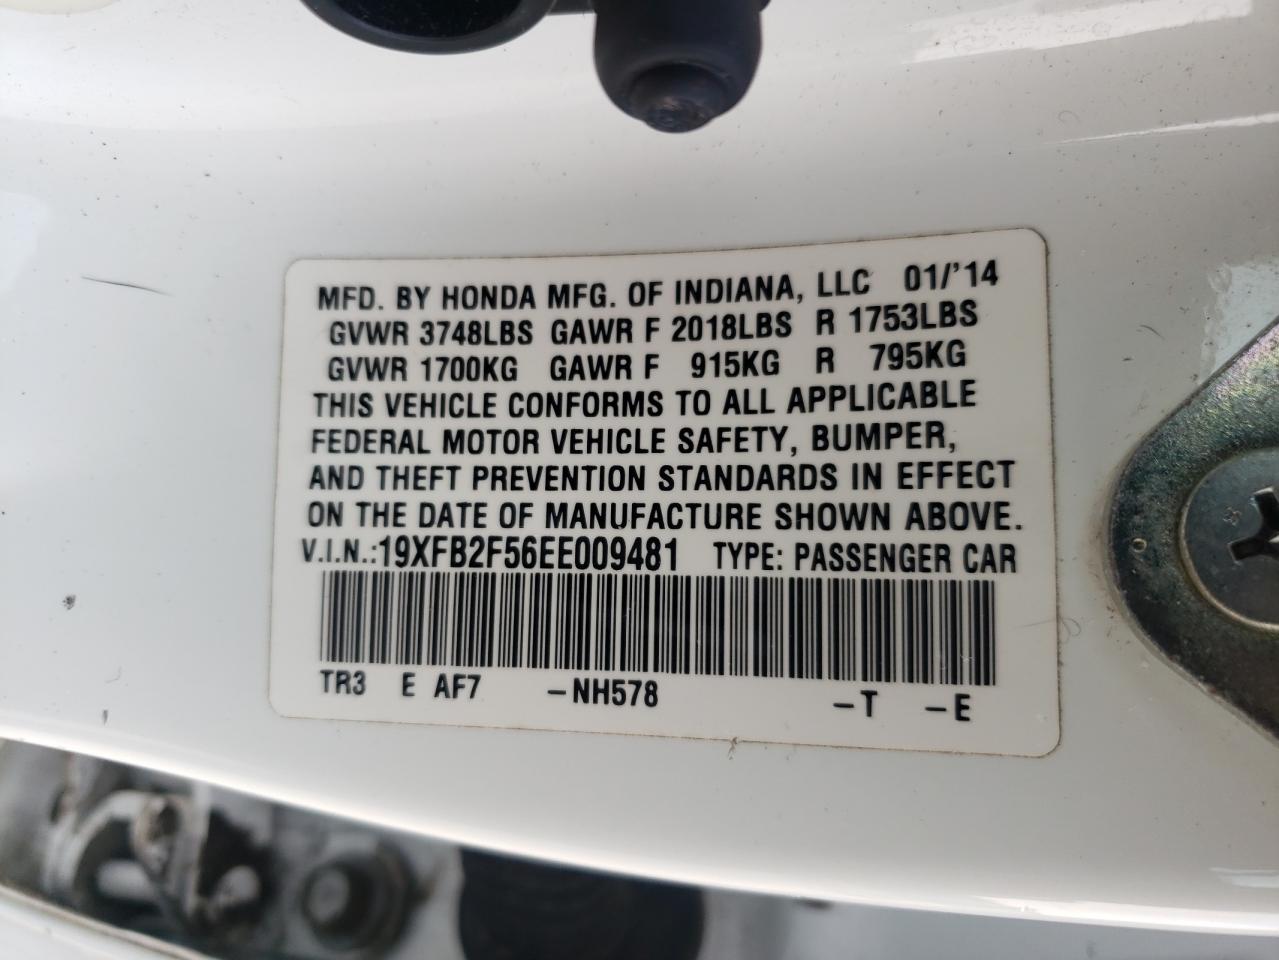 MFD. BY HONDA MFG. OF INDIANA, LLC 01/'14
GVWR 3748LBS GAWR F 2018LBS R 1753LBS
GVWR 1700KG GAWR F 915KG R 795KG
THIS VEHICLE CONFORMS TO ALL APPLICABLE
FEDERAL MOTOR VEHICLE SAFETY, BUMPER,
AND THEFT PREVENTION STANDARDS IN EFFECT
ON THE DATE OF MANUFACTURE SHOWN ABOVE.
V.I.N.:19XFB2F56EE009481 TYPE: PASSENGER CAR
TR3 E AF7 -NH578 -T -E